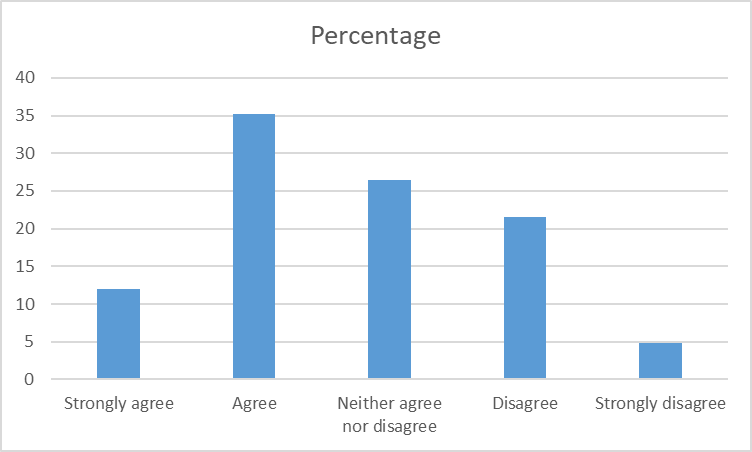 Percentage
40
35
30
25
20
15
10
5
0
Strongly agree
Agree
Neither agree
nor disagree
Disagree
Strongly disagree